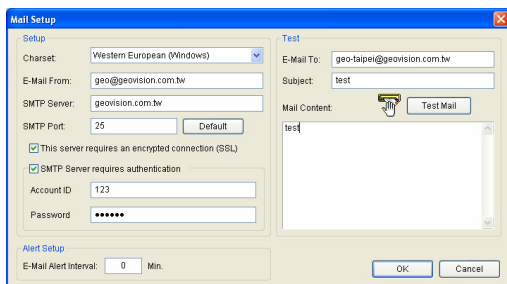 Mail Setup
Setup
Charset: Western European (Windows)
E-Mail From: geo@geovision.com.tw
SMTP Server: geovision.com.tw
SMTP Port: 25 Default
This server requires an encrypted connection (SSL)
SMTP Server requires authentication
Account ID 123
Password ••••••
Alert Setup
E-Mail Alert Interval: 0 Min.
Test
E-Mail To: geo-taipei@geovision.com.tw
Subject: test
Mail Content: Test Mail
test
OK Cancel